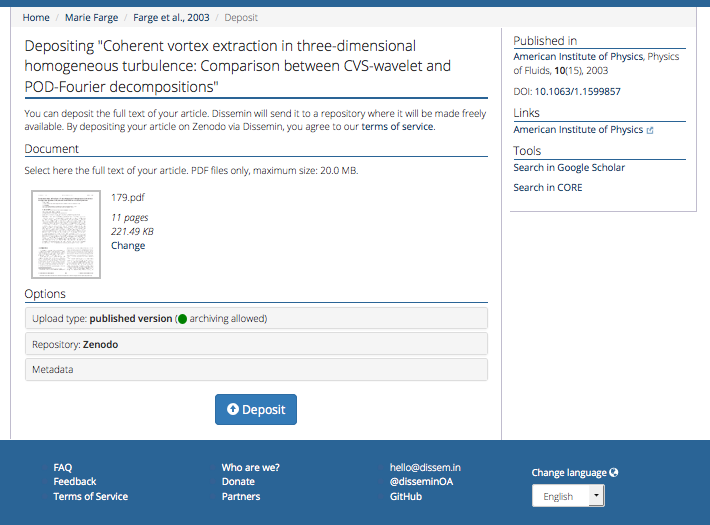 Home / Marie Farge / Farge et al., 2003 / Deposit
Depositing "Coherent vortex extraction in three-dimensional
homogeneous turbulence: Comparison between CVS-wavelet and
POD-Fourier decompositions"
You can deposit the full text of your article. Dissemin will send it to a repository where it will be made freely
available. By depositing your article on Zenodo via Dissemin, you agree to our terms of service.
Document
Select here the full text of your article. PDF files only, maximum size: 20.0 MB.
179.pdf
11 pages
221.49 KB
Change
Options
Upload type: published version ( archiving allowed)
Repository: Zenodo
Metadata
Deposit
Published in
American Institute of Physics, Physics
of Fluids, 10(15), 2003
DOI: 10.1063/1.1599857
Links
American Institute of Physics
Tools
Search in Google Scholar
Search in CORE
FAQ
Feedback
Terms of Service
Who are we?
Donate
Partners
hello@dissem.in
@disseminOA
GitHub
Change language
English